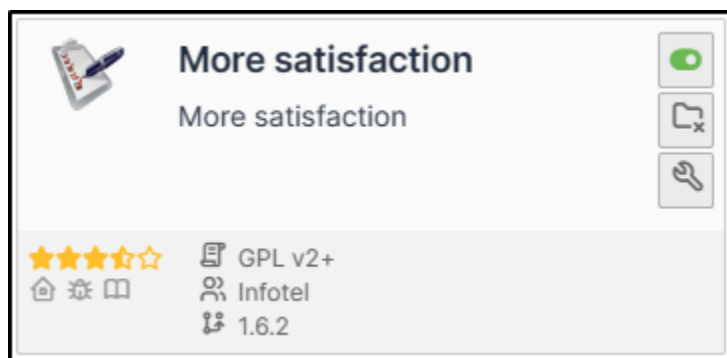 More satisfaction
More satisfaction
GPL v2+
Infotel
1.6.2